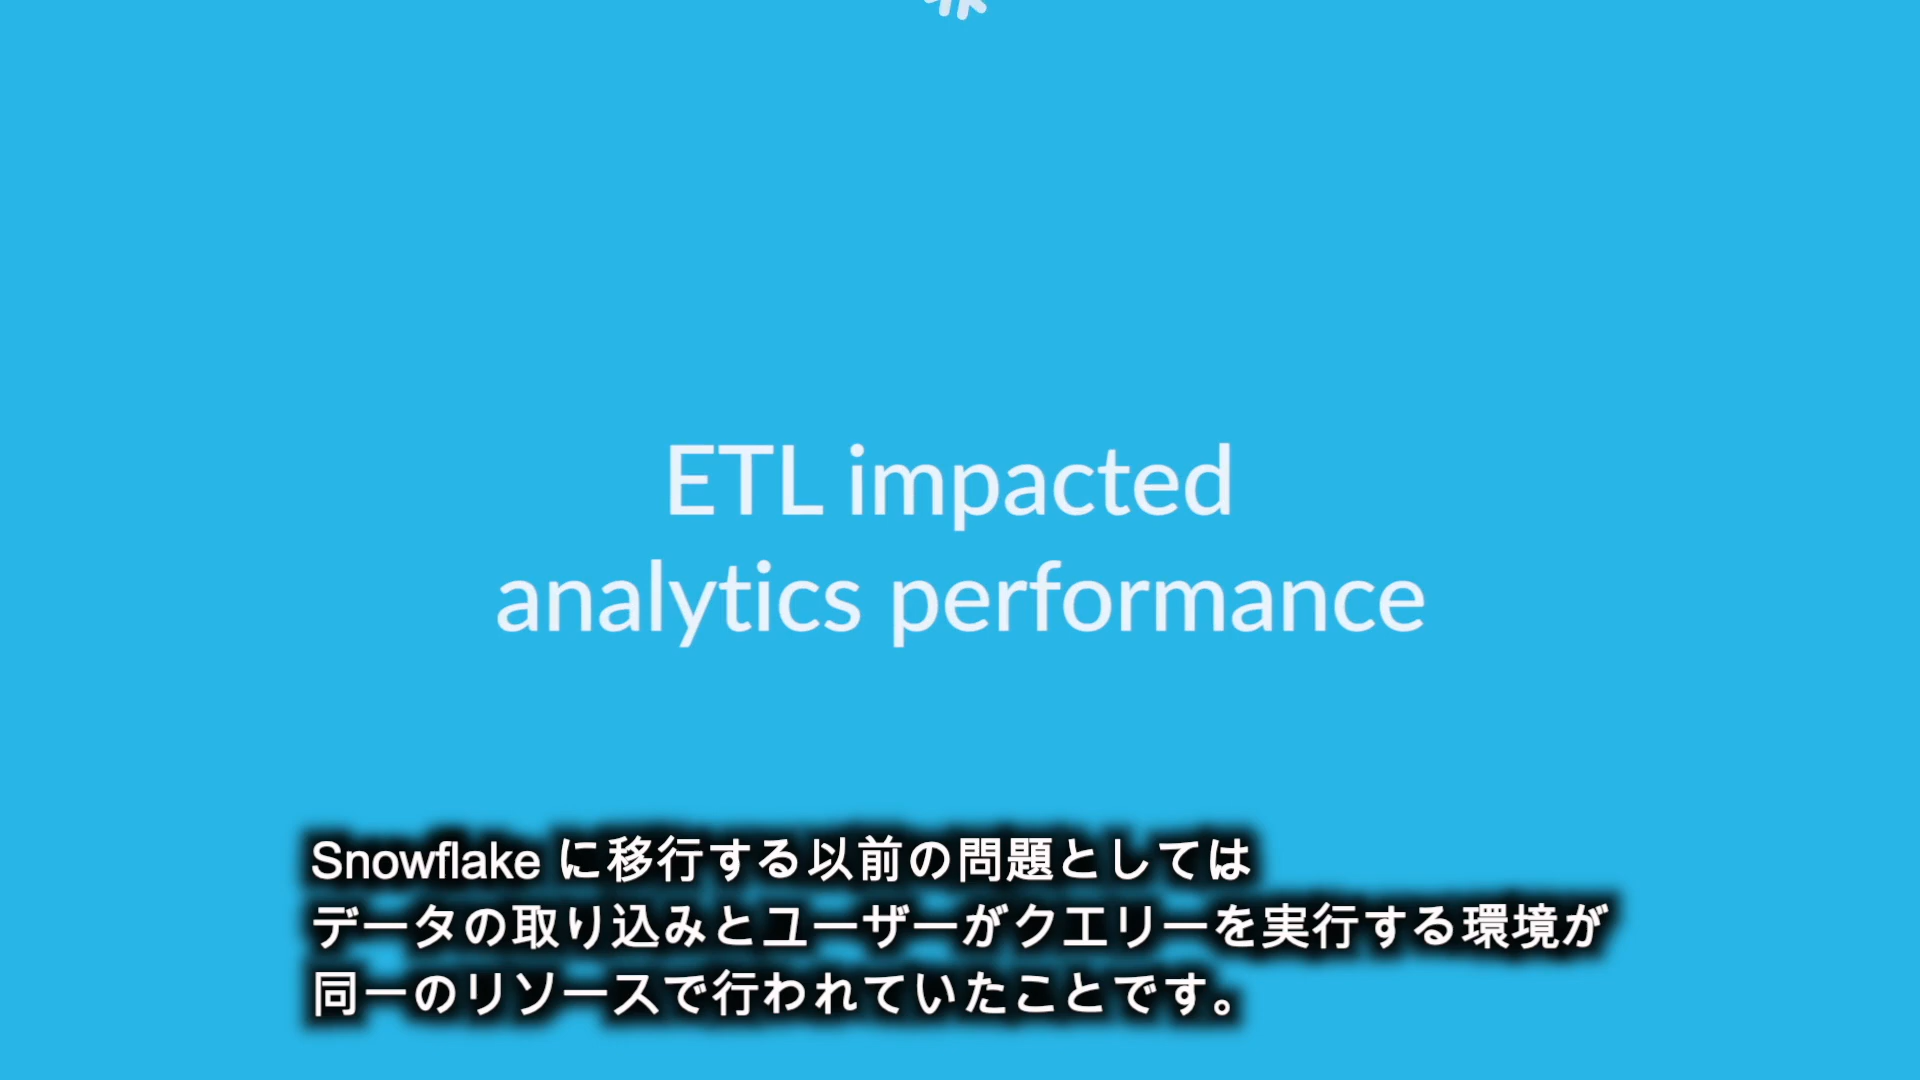 ETL impacted
analytics performance
Snowflake に移行する以前の問題としては
データの取り込みとユーザーがクエリーを実行する環境が
同一のリソースで行われていたことです。